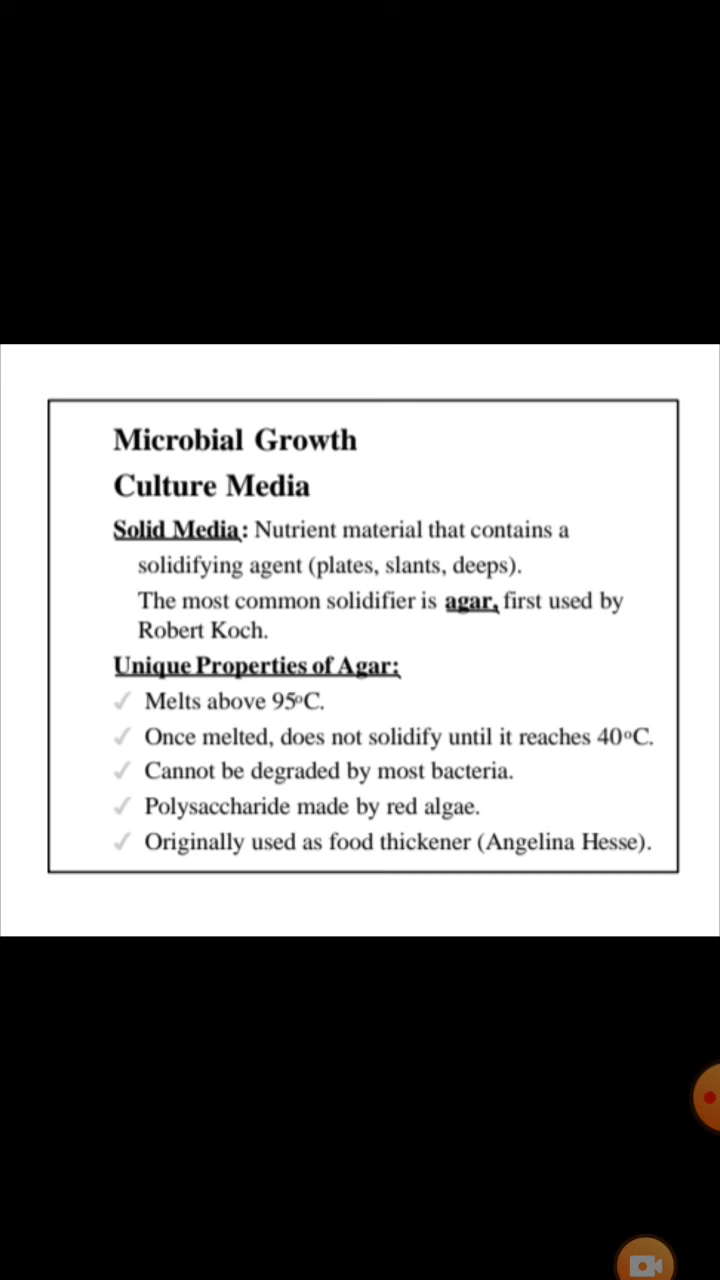 Microbial Growth
Culture Media
Solid Media: Nutrient material that contains a
solidifying agent (plates, slants, deeps).
The most common solidifier is agar, first used by
Robert Koch.
Unique Properties of Agar:
✓ Melts above 95°C.
✓ Once melted, does not solidify until it reaches 40°C.
✓ Cannot be degraded by most bacteria.
✓ Polysaccharide made by red algae.
✓ Originally used as food thickener (Angelina Hesse).